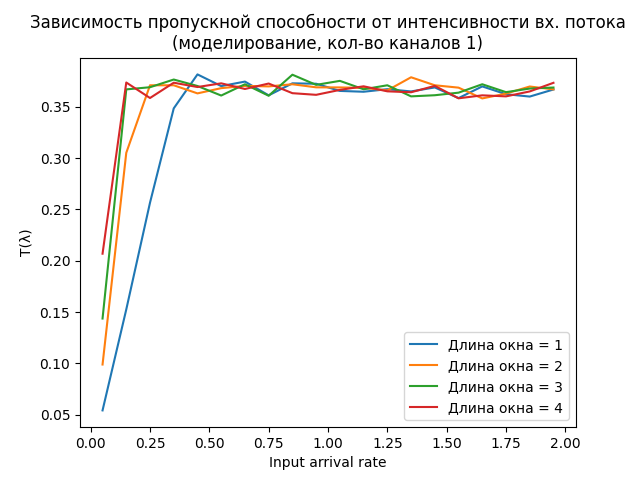 Зависимость пропускной способности от интенсивности вх. потока
(моделирование, кол-во каналов 1)
T(λ)
0.35
0.30
0.25
0.20
0.15
0.10
0.05
Длина окна = 1
Длина окна = 2
Длина окна = 3
Длина окна = 4
0.00 0.25 0.50 0.75 1.00 1.25 1.50 1.75 2.00
Input arrival rate